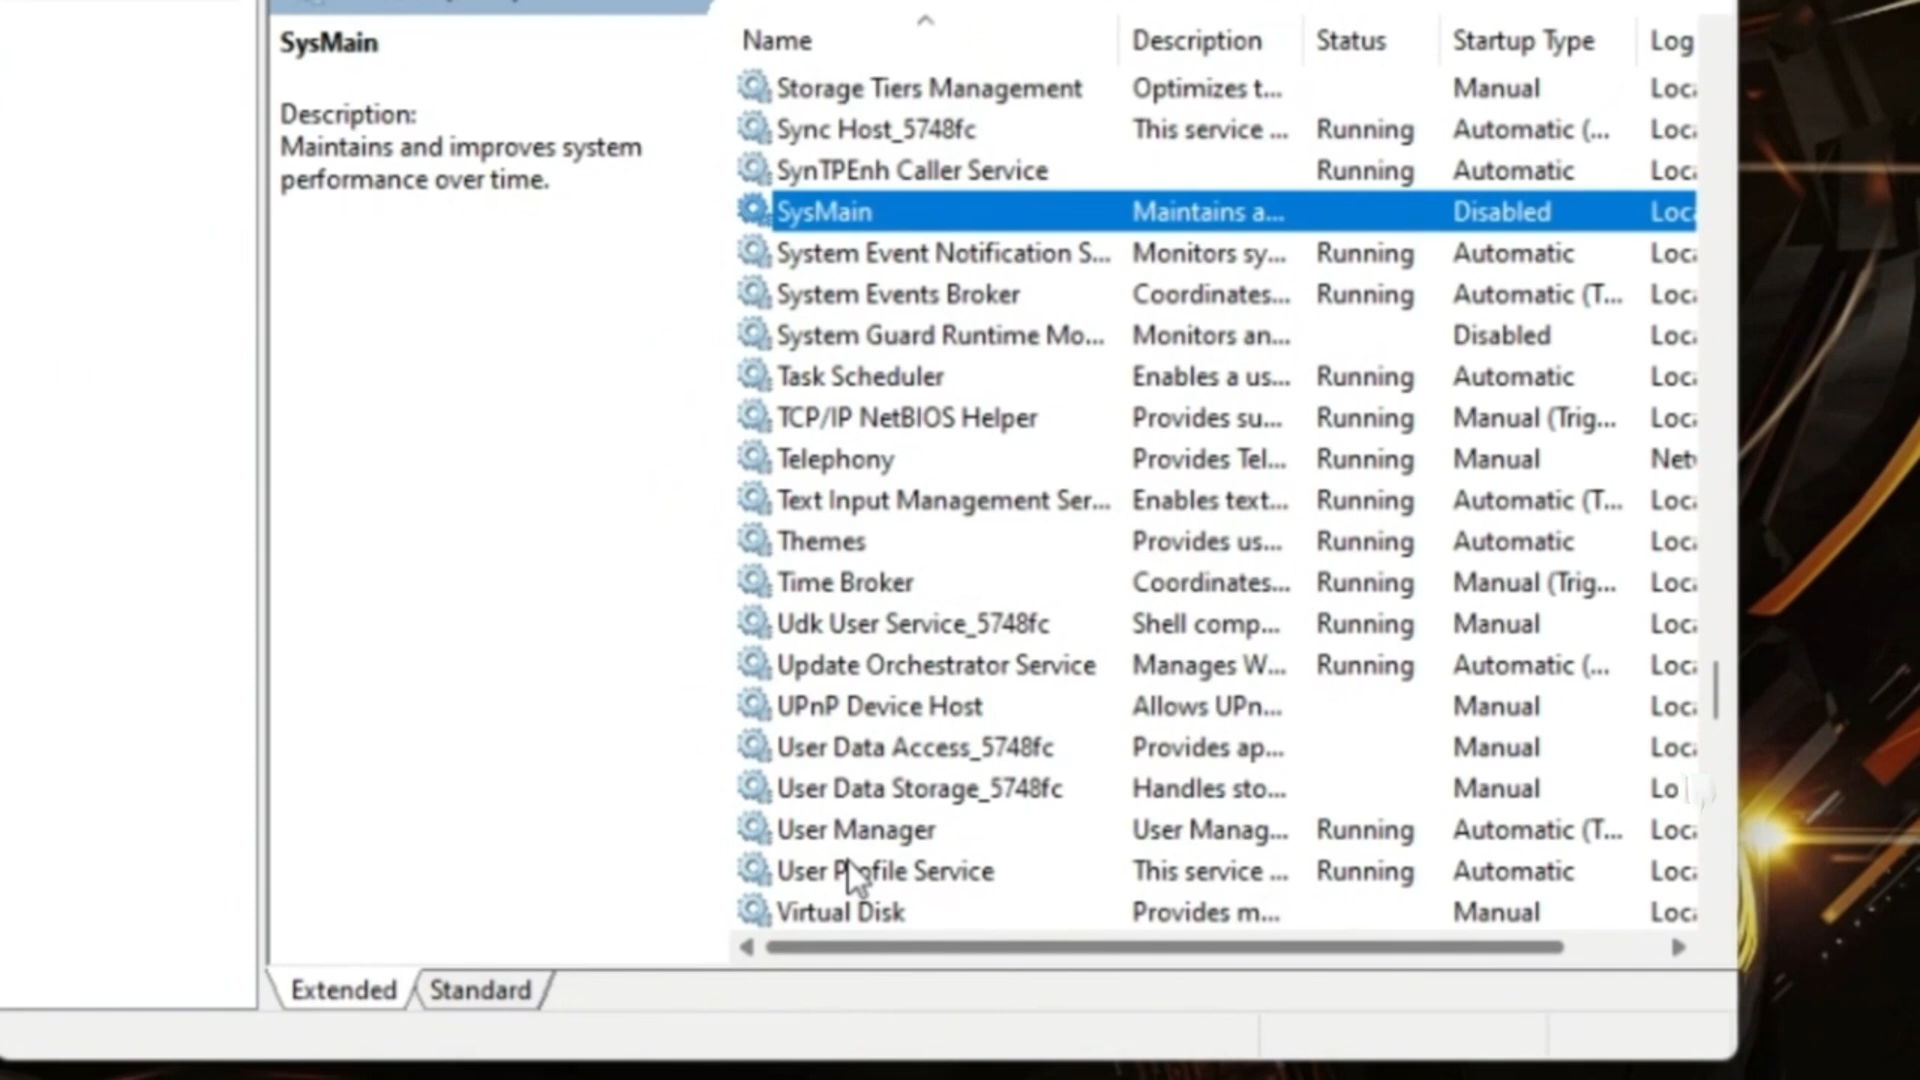 SysMain
Description:
Maintains and improves system
performance over time.
Name Description Status Startup Type Log
Storage Tiers Management Optimizes t... Manual Loc
Sync Host_5748fc This service ... Running Automatic (... Loc
SynTPEnh Caller Service Running Automatic Loc
SysMain Maintains a... Disabled Loc
System Event Notification S... Monitors sy... Running Automatic Loc
System Events Broker Coordinates... Running Automatic (T... Loc
System Guard Runtime Mo... Monitors an... Disabled Loc
Task Scheduler Enables a us... Running Automatic Loc
TCP/IP NetBIOS Helper Provides su... Running Manual (Trig... Loc
Telephony Provides Tel... Running Manual Net
Text Input Management Ser... Enables text... Running Automatic (T... Loc
Themes Provides us... Running Automatic Loc
Time Broker Coordinates... Running Manual (Trig... Loc
Udk User Service_5748fc Shell comp... Running Manual Loc
Update Orchestrator Service Manages W... Running Automatic (... Loc
UPnP Device Host Allows UPn... Manual Loc
User Data Access_5748fc Provides ap... Manual Loc
User Data Storage_5748fc Handles sto... Manual Lo
User Manager User Manag... Running Automatic (T... Loc
User Profile Service This service ... Running Automatic Loc
Virtual Disk Provides m... Manual Loc
Extended Standard